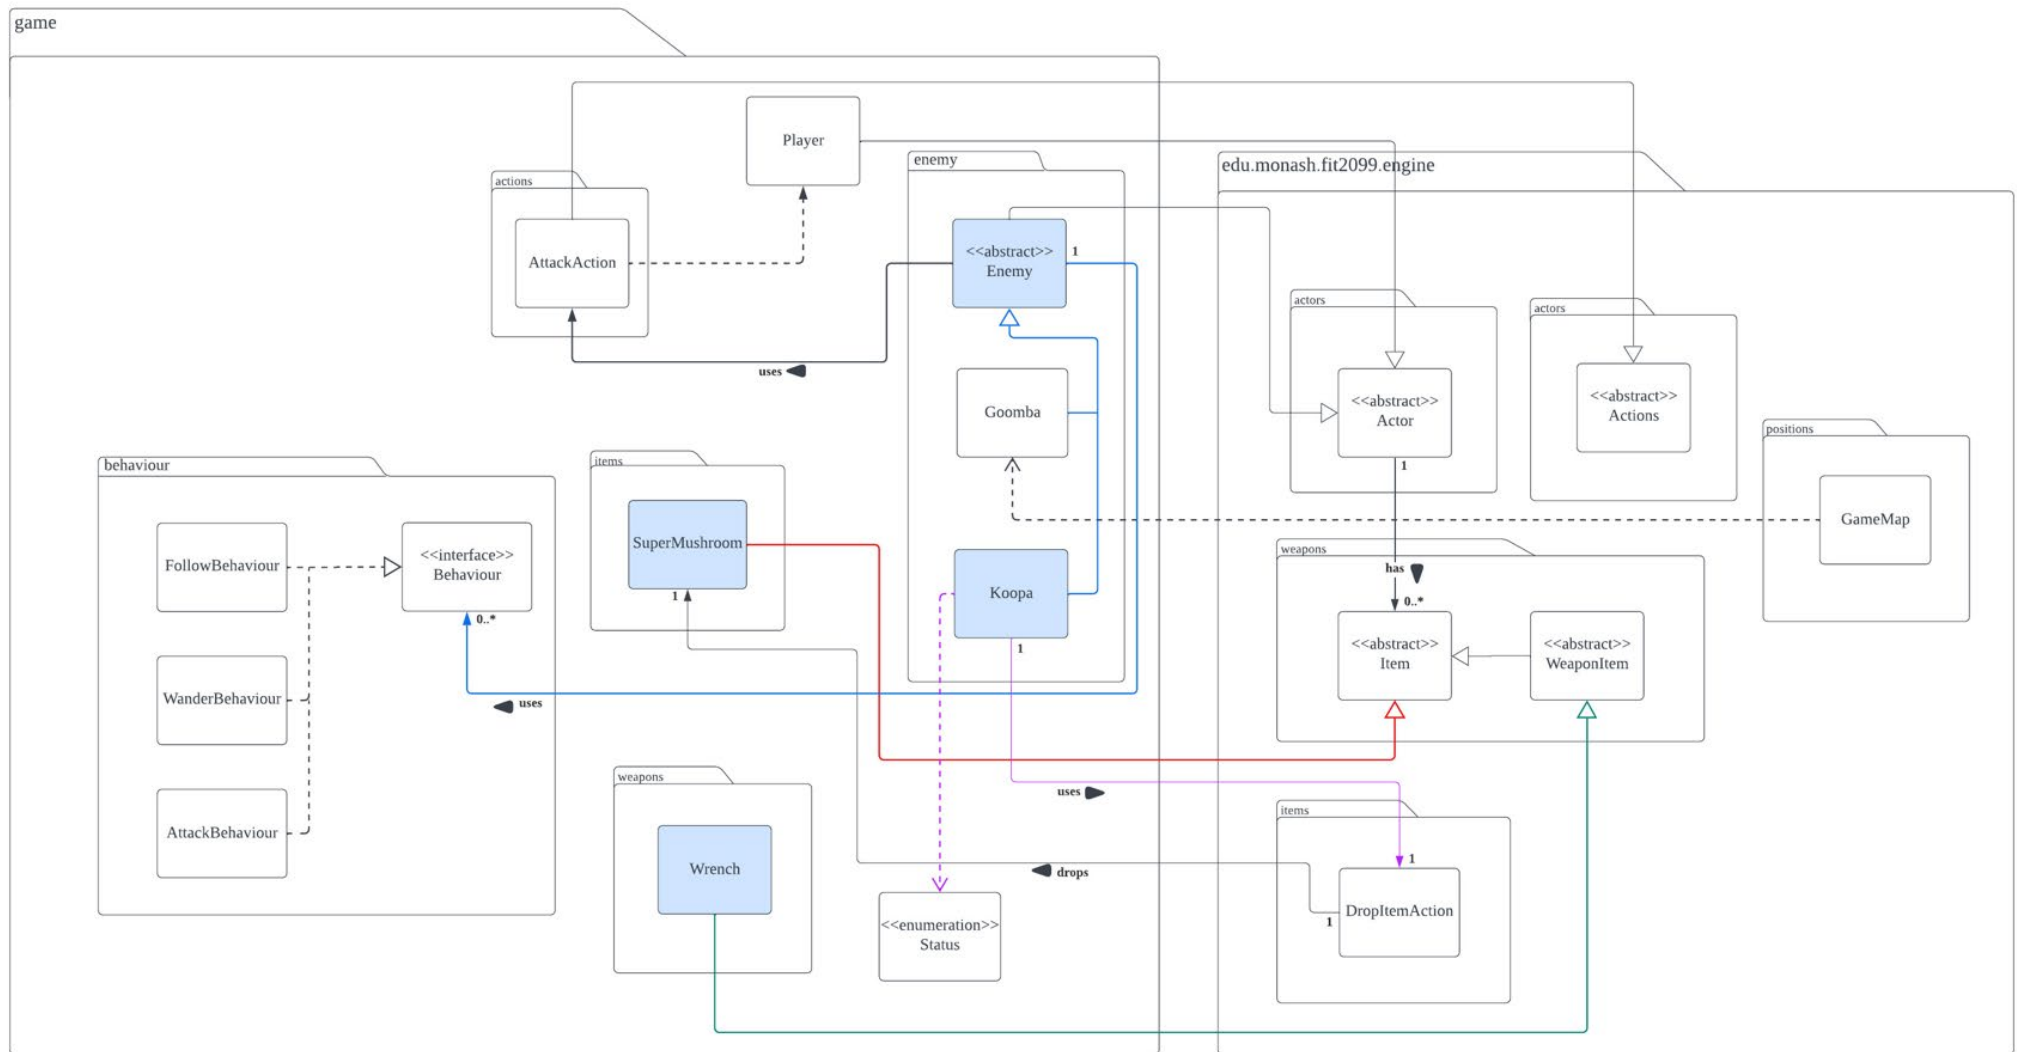 game
Player
enemy
edu.monash.fit2099.engine
actions
AttackAction
<<abstract>>
Enemy
1
actors
actors
uses
Goomba
<<abstract>>
Actor
1
<<abstract>>
Actions
positions
GameMap
behaviour
items
FollowBehaviour
<<interface>>
Behaviour
0..*
SuperMushroom
1
Koopa
1
weapons
has
0..*
<<abstract>>
Item
<<abstract>>
WeaponItem
WanderBehaviour
uses
AttackBehaviour
weapons
Wrench
uses
items
drops
1
<<enumeration>>
Status
DropItemAction
1